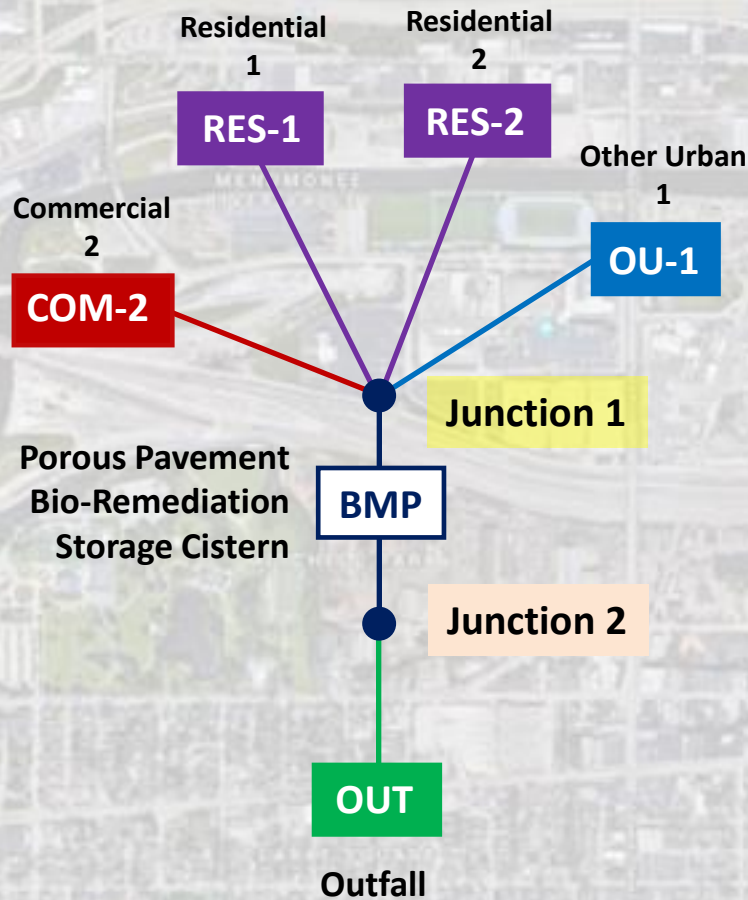 Residential
1
Residential
2
RES-1
RES-2
Other Urban
1
MENOMONEE
Commercial
2
OU-1
COM-2
Junction 1
Porous Pavement
Bio-Remediation
Storage Cistern
BMP
Junction 2
OUT
Outfall